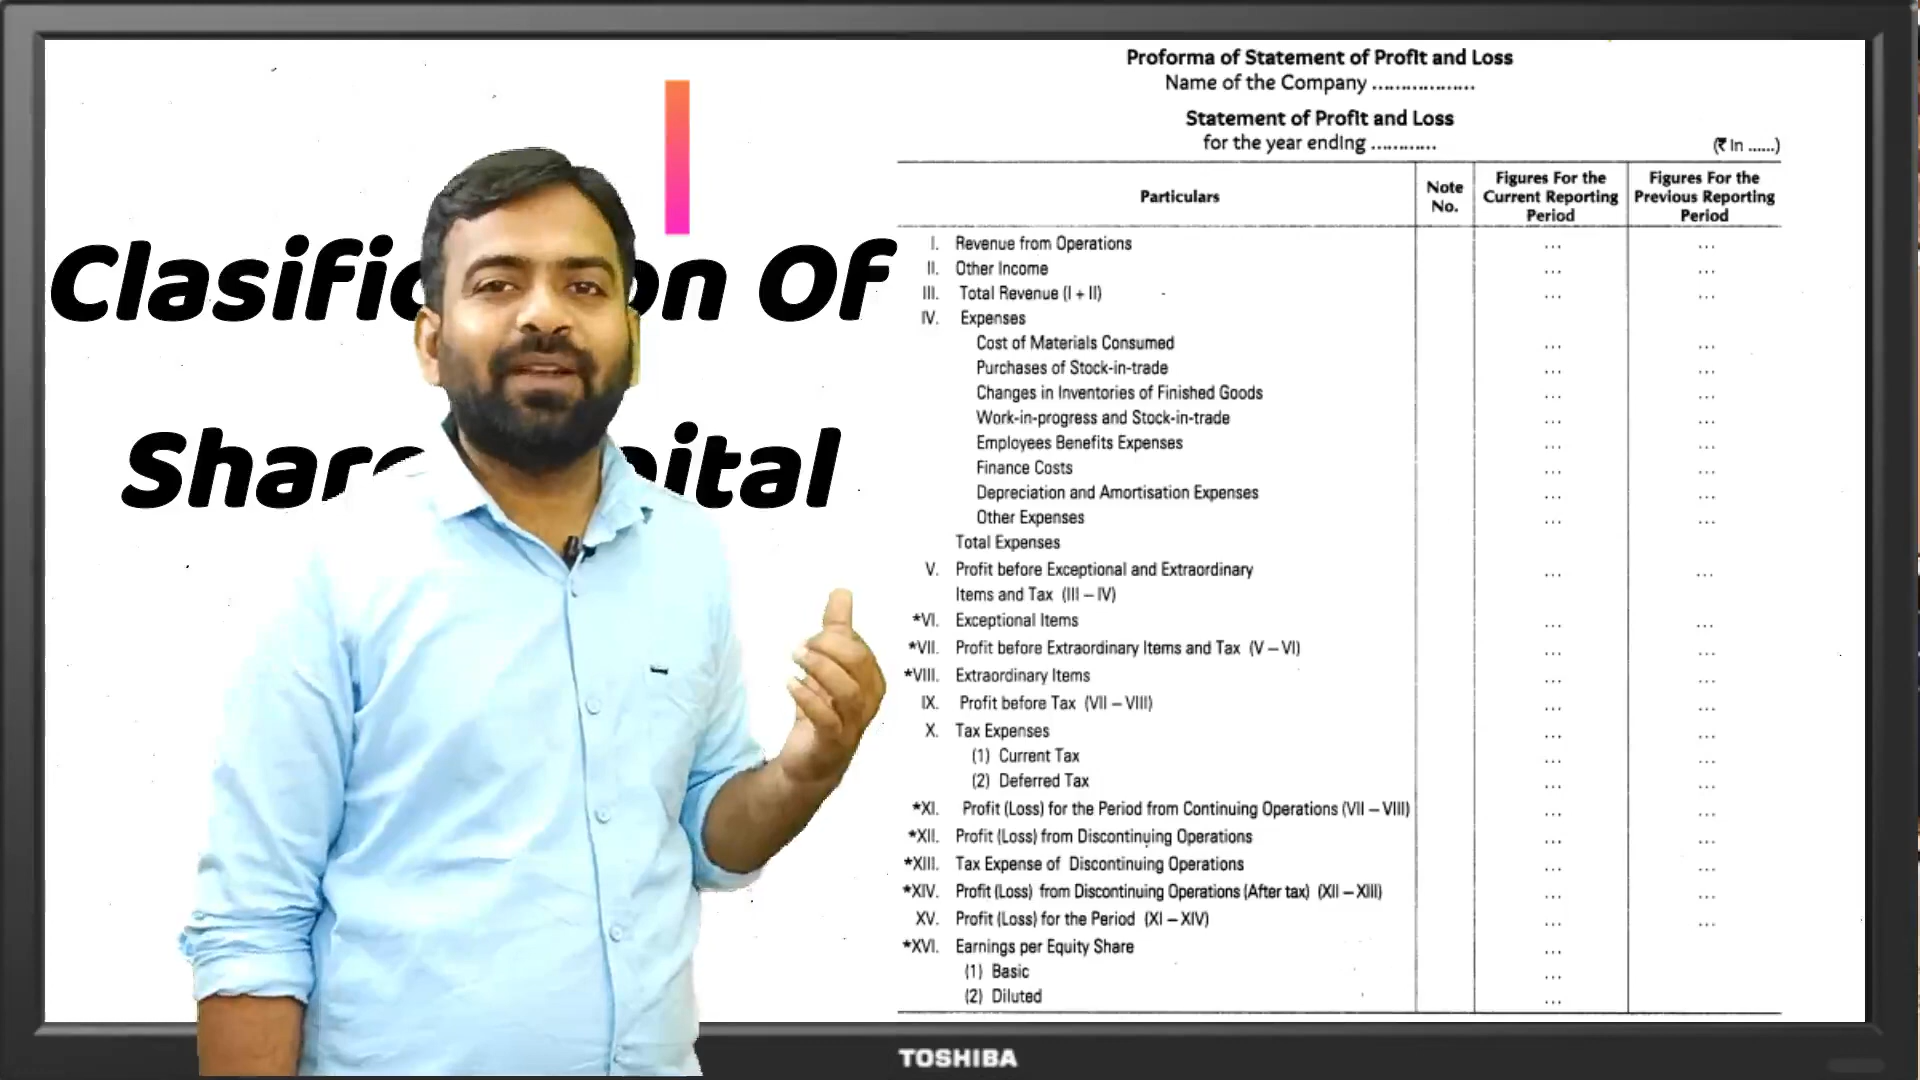 Clasific on Of
Shar pital
Proforma of Statement of Profit and Loss
Name of the Company ..................
Statement of Profit and Loss
for the year ending ............
(₹ In ......)
Particulars
Note No.
Figures For the Current Reporting Period
Figures For the Previous Reporting Period
I. Revenue from Operations ... ...
II. Other Income ... ...
III. Total Revenue (I + II) ... ...
IV. Expenses
Cost of Materials Consumed ... ...
Purchases of Stock-in-trade ... ...
Changes in Inventories of Finished Goods ... ...
Work-in-progress and Stock-in-trade ... ...
Employees Benefits Expenses ... ...
Finance Costs ... ...
Depreciation and Amortisation Expenses ... ...
Other Expenses ... ...
Total Expenses
V. Profit before Exceptional and Extraordinary ... ...
Items and Tax (III – IV)
*VI. Exceptional Items ... ...
*VII. Profit before Extraordinary Items and Tax (V – VI) ... ...
*VIII. Extraordinary Items ... ...
IX. Profit before Tax (VII – VIII) ... ...
X. Tax Expenses ... ...
(1) Current Tax ... ...
(2) Deferred Tax ... ...
*XI. Profit (Loss) for the Period from Continuing Operations (VII – VIII) ... ...
*XII. Profit (Loss) from Discontinuing Operations ... ...
*XIII. Tax Expense of Discontinuing Operations ... ...
*XIV. Profit (Loss) from Discontinuing Operations (After tax) (XII – XIII) ... ...
XV. Profit (Loss) for the Period (XI – XIV) ... ...
*XVI. Earnings per Equity Share ...
(1) Basic ...
(2) Diluted ...
TOSHIBA